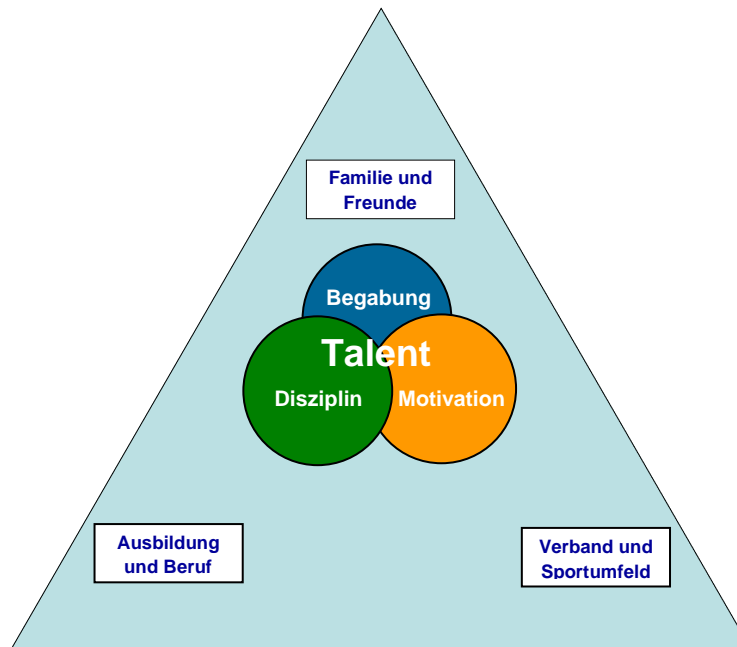 Familie und
Freunde
Begabung
Talent
Disziplin
Motivation
Ausbildung
und Beruf
Verband und
Sportumfeld